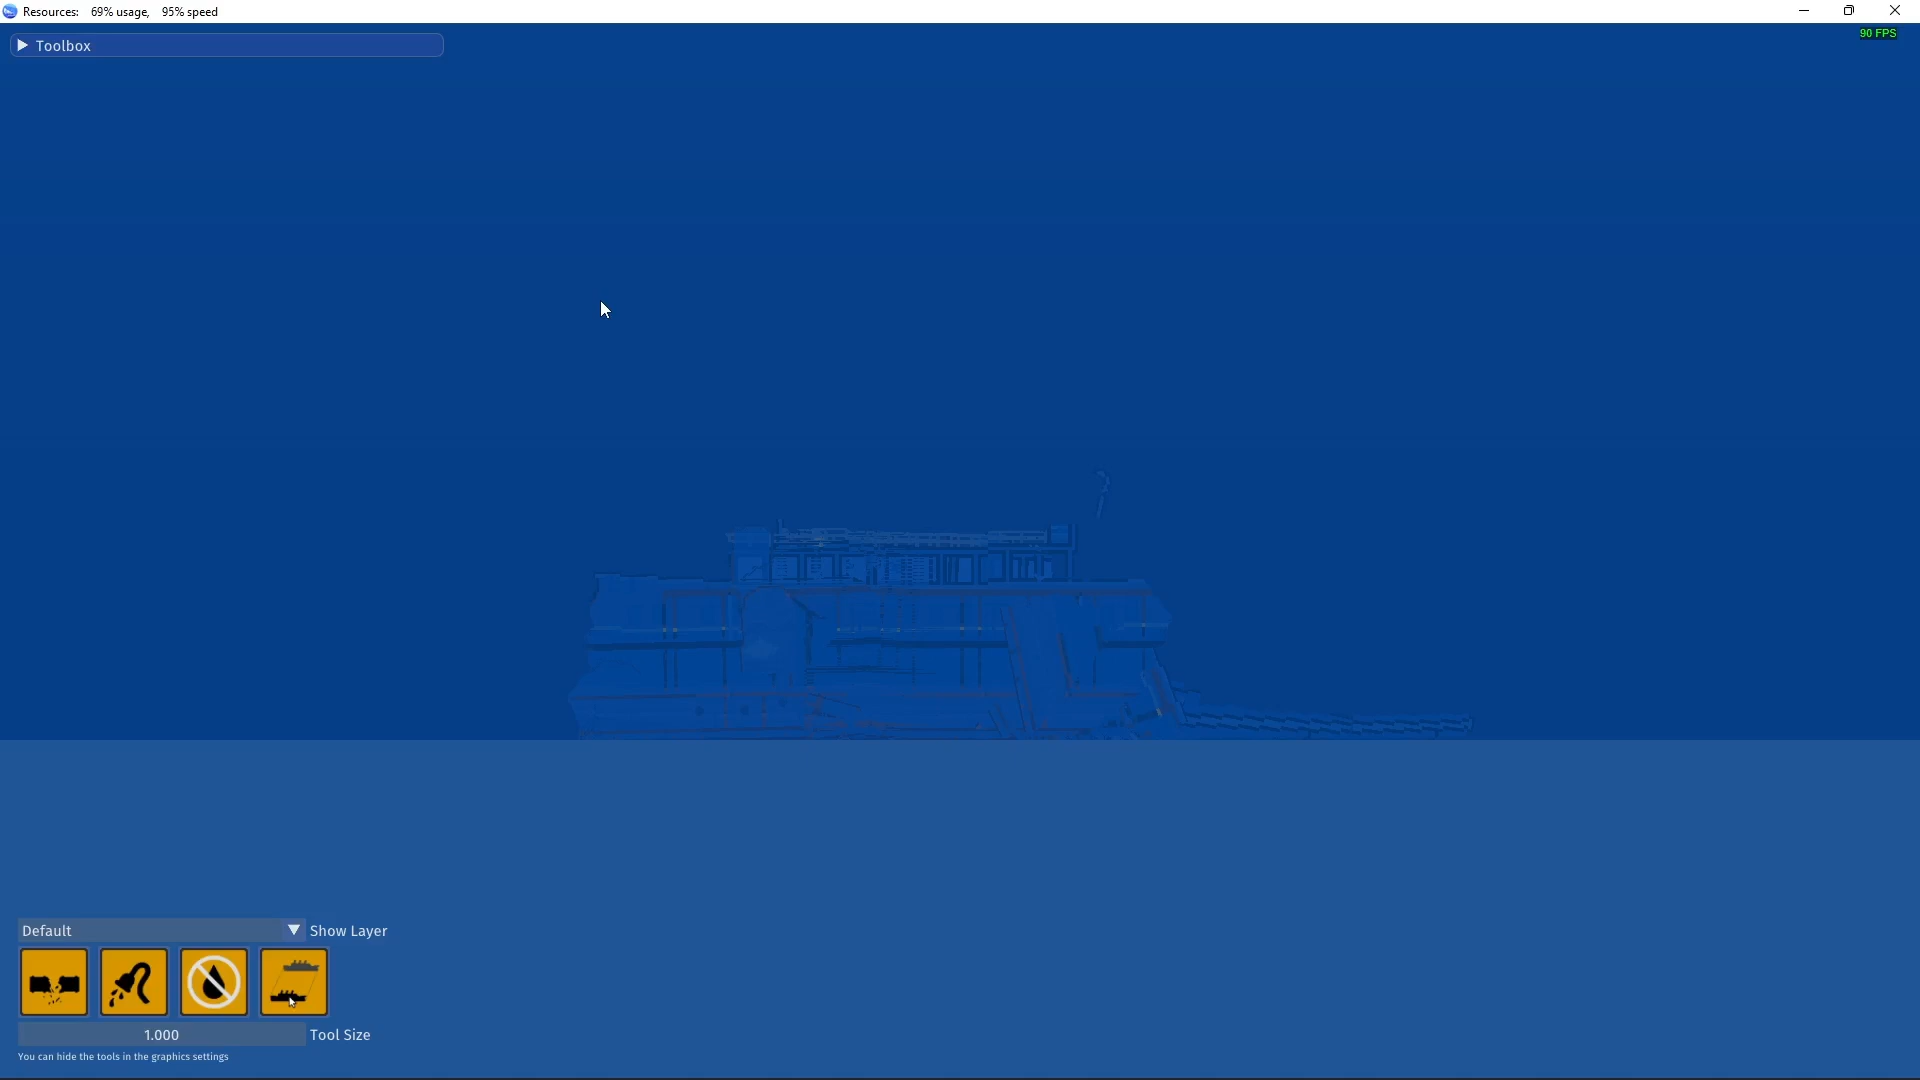 Resources: 69% usage, 95% speed
Toolbox
90 FPS
Default
Show Layer
1.000
Tool Size
You can hide the tools in the graphics settings